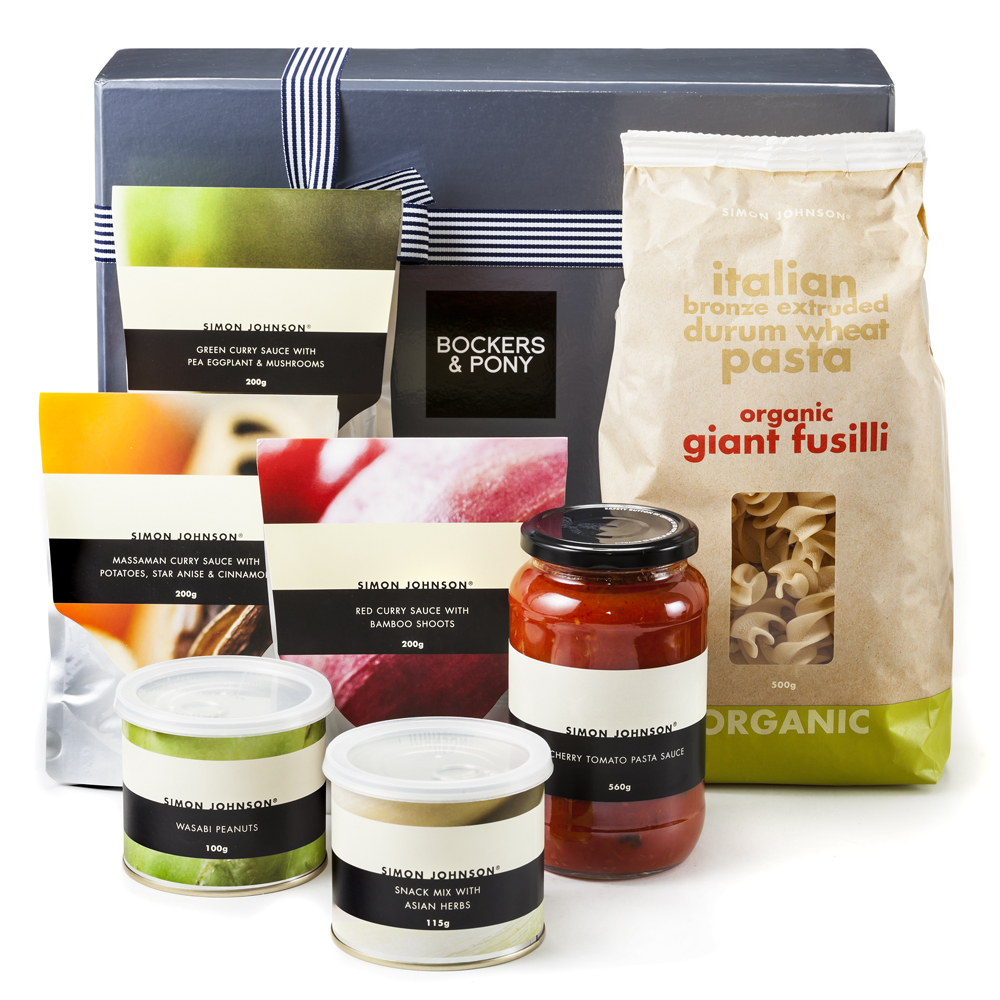 SIMON JOHNSON®
GREEN CURRY SAUCE WITH
PEA EGGPLANT & MUSHROOMS
200g
BOCKERS
& PONY
SIMON JOHNSON®
italian
bronze extruded
durum wheat
pasta
organic
giant fusilli
500g
ORGANIC
SIMON JOHNSON®
MASSAMAN CURRY SAUCE WITH
POTATOES, STAR ANISE & CINNAMO
200g
SIMON JOHNSON®
RED CURRY SAUCE WITH
BAMBOO SHOOTS
200g
SIMON JOHNSON®
CHERRY TOMATO PASTA SAUCE
560g
SIMON JOHNSON®
WASABI PEANUTS
100g
SIMON JOHNSON®
SNACK MIX WITH
ASIAN HERBS
115g